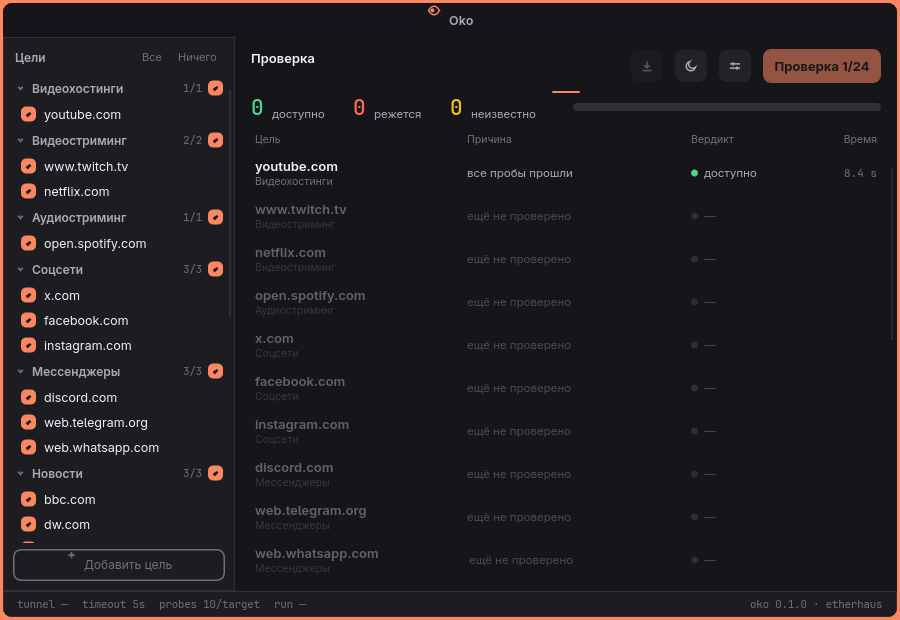 Oko
Цели Все Ничего
Видеохостинги 1/1
youtube.com
Видеостриминг 2/2
www.twitch.tv
netflix.com
Аудиостриминг 1/1
open.spotify.com
Соцсети 3/3
x.com
facebook.com
instagram.com
Мессенджеры 3/3
discord.com
web.telegram.org
web.whatsapp.com
Новости 3/3
bbc.com
dw.com
+ Добавить цель
Проверка
Проверка 1/24
0 доступно 0 режется 0 неизвестно
Цель Причина Вердикт Время
youtube.com все пробы прошли доступно 8.4 s
Видеохостинги
www.twitch.tv ещё не проверено —
Видеостриминг
netflix.com ещё не проверено —
Видеостриминг
open.spotify.com ещё не проверено —
Аудиостриминг
x.com ещё не проверено —
Соцсети
facebook.com ещё не проверено —
Соцсети
instagram.com ещё не проверено —
Соцсети
discord.com ещё не проверено —
Мессенджеры
web.telegram.org ещё не проверено —
Мессенджеры
web.whatsapp.com ещё не проверено —
Мессенджеры
tunnel — timeout 5s probes 10/target run — oko 0.1.0 · etherhaus